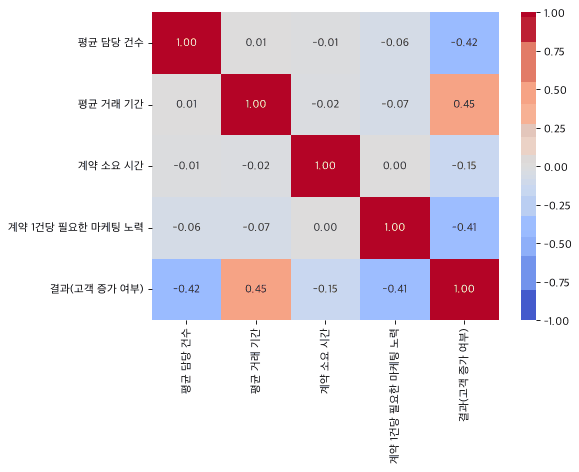 평균 담당 건수 1.00 0.01 -0.01 -0.06 -0.42
평균 거래 기간 0.01 1.00 -0.02 -0.07 0.45
계약 소요 시간 -0.01 -0.02 1.00 0.00 -0.15
계약 1건당 필요한 마케팅 노력 -0.06 -0.07 0.00 1.00 -0.41
결과(고객 증가 여부) -0.42 0.45 -0.15 -0.41 1.00
평균 담당 건수
평균 거래 기간
계약 소요 시간
계약 1건당 필요한 마케팅 노력
결과(고객 증가 여부)
1.00
0.75
0.50
0.25
0.00
-0.25
-0.50
-0.75
-1.00